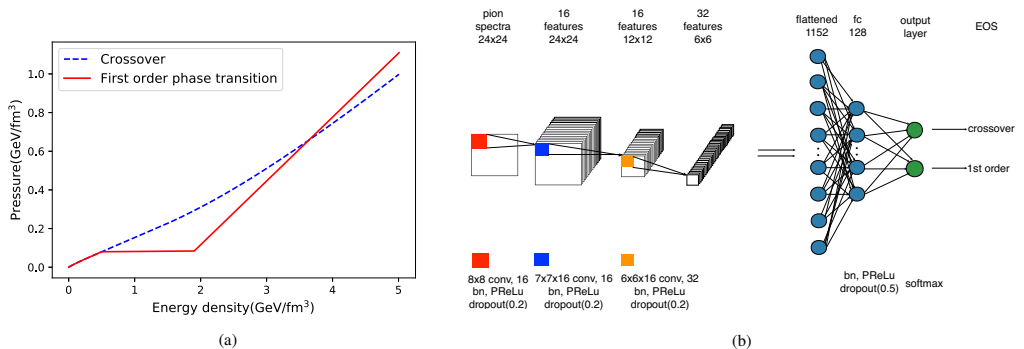 Crossover
First order phase transition
Pressure(GeV/fm³)
1.0
0.8
0.6
0.4
0.2
0.0
0
1
2
3
4
5
Energy density(GeV/fm³)
(a)
pion
spectra
24x24
16
features
24x24
16
features
12x12
32
features
6x6
flattened
1152
fc
128
output
layer
EOS
crossover
1st order
8x8 conv, 16
bn, PReLu
dropout(0.2)
7x7x16 conv, 16
bn, PReLu
dropout(0.2)
6x6x16 conv, 32
bn, PReLu
dropout(0.2)
bn, PReLu
dropout(0.5)
softmax
(b)